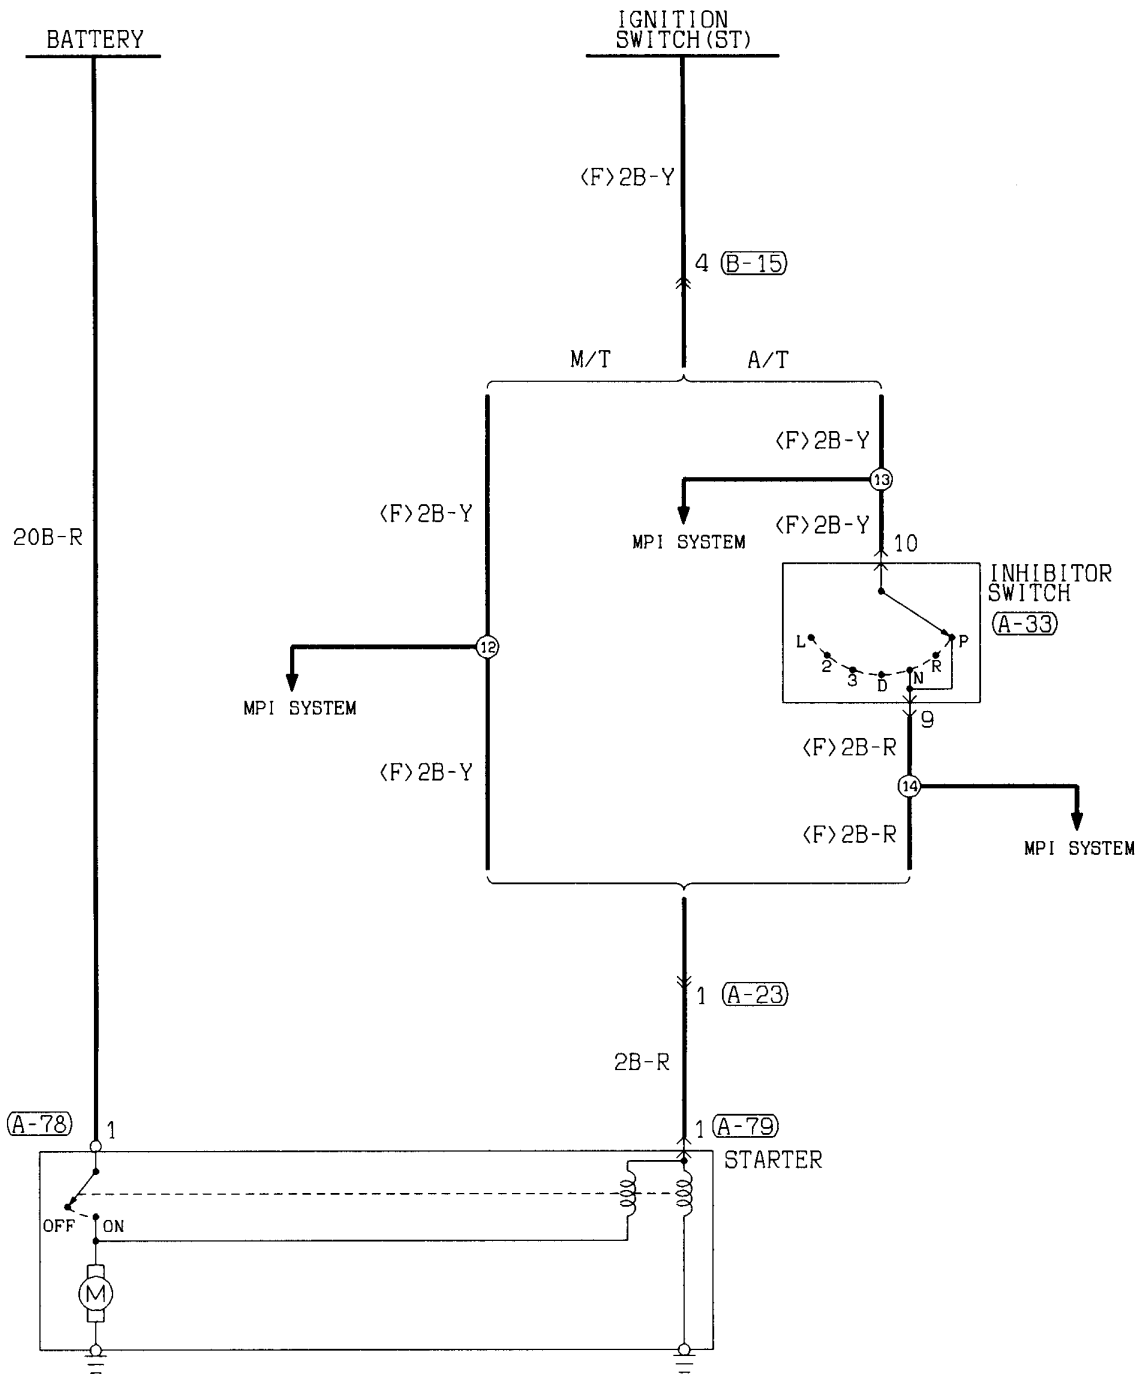 BATTERY
IGNITION
SWITCH(ST)
<F>2B-Y
4 B-15
M/T
A/T
<F>2B-Y
13
<F>2B-Y
<F>2B-Y
20B-R
MPI SYSTEM
10
INHIBITOR
SWITCH
A-33
L
2
3
D
N
R
P
12
MPI SYSTEM
9
<F>2B-R
<F>2B-Y
14
<F>2B-R
MPI SYSTEM
1 A-23
2B-R
A-78 1
1 A-79
STARTER
OFF
ON
M
E
E